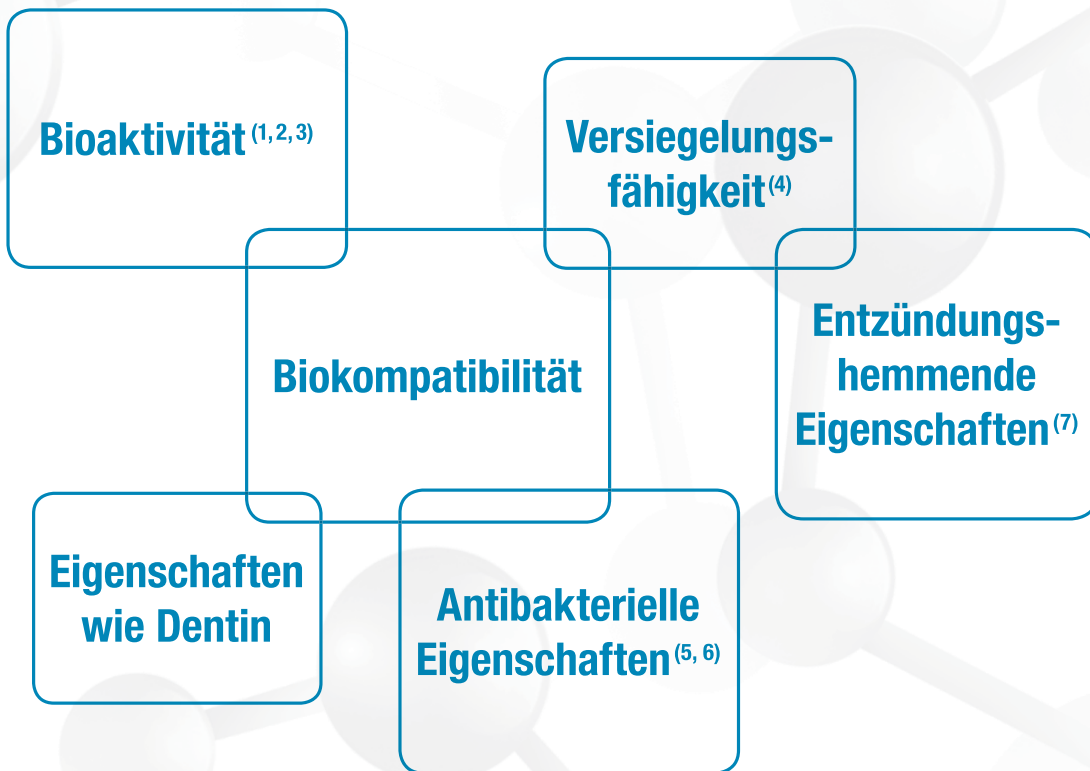 Bioaktivität (1, 2, 3)
Versiegelungs-
fähigkeit (4)
Entzündungs-
hemmende
Eigenschaften (7)
Biokompatibilität
Eigenschaften
wie Dentin
Antibakterielle
Eigenschaften (5, 6)